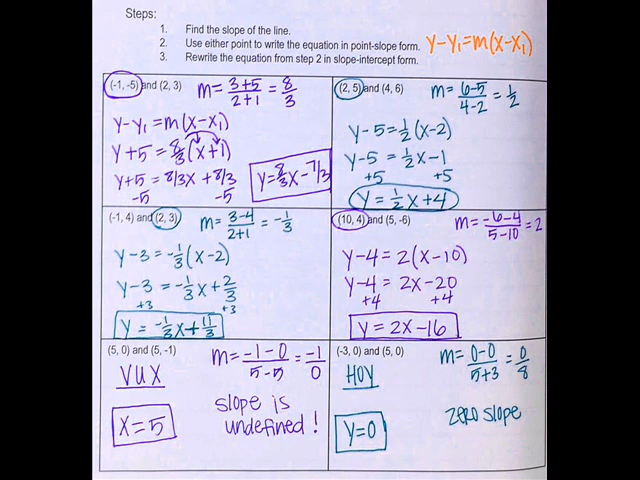 Steps:
1. Find the slope of the line.
2. Use either point to write the equation in point-slope form. y-y₁=m(x-x₁)
3. Rewrite the equation from step 2 in slope-intercept form.
(-1, -5) and (2, 3) m= 3+5/2+1 = 8/3
y-y₁=m(x-x₁)
y+5=8/3(x+1)
y+5=8/3x+8/3
-5 -5
y=8/3x-7/3
(2, 5) and (4, 6) m= 6-5/4-2 = 1/2
y-5=1/2(x-2)
y-5=1/2x-1
+5 +5
y=1/2x+4
(-1, 4) and (2, 3) m= 3-4/2+1 = -1/3
y-3=-1/3(x-2)
y-3=-1/3x+2/3
+3 +3
y=-1/3x+11/3
(10, 4) and (5, -6) m= -6-4/5-10 = 2
y-4=2(x-10)
y-4=2x-20
+4 +4
y=2x-16
(5, 0) and (5, -1) m= -1-0/5-5 = -1/0
VUX
slope is
undefined!
x=5
(-3, 0) and (5, 0) m= 0-0/5+3 = 0/8
HOY
zero slope
y=0